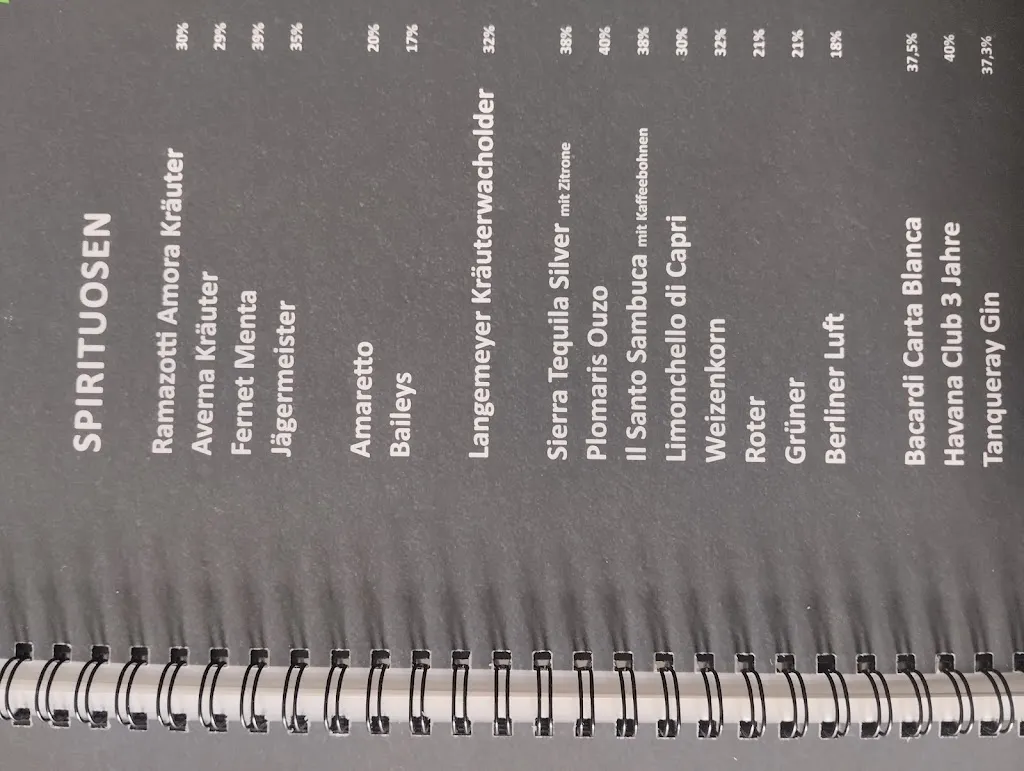 SPIRITUOSEN
Ramazotti Amora Kräuter 30%
Averna Kräuter 29%
Fernet Menta 39%
Jägermeister 35%
Amaretto 20%
Baileys 17%
Langemeyer Kräuterwacholder 32%
Sierra Tequila Silver mit Zitrone 38%
Plomaris Ouzo 40%
Il Santo Sambuca mit Kaffeebohnen 38%
Limonchello di Capri 30%
Weizenkorn 32%
Roter 21%
Grüner 21%
Berliner Luft 18%
Bacardi Carta Blanca 37,5%
Havana Club 3 Jahre 40%
Tanqueray Gin 37,3%